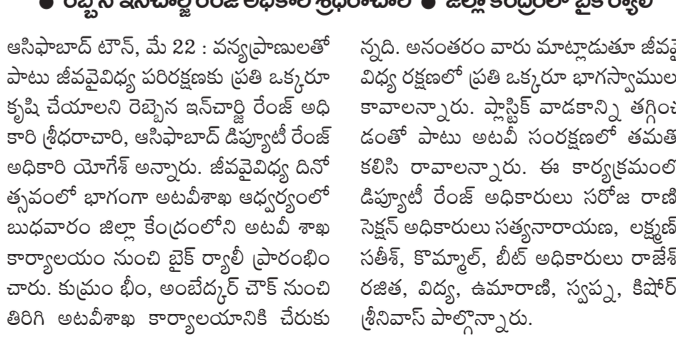 ● రెబ్బెన ఇన్‌చార్జి రేంజ్ అధికారి శ్రీధరాచారి ● జిల్లా కేంద్రంలో బైక్ ర్యాలీ
ఆసిఫాబాద్ టౌన్, మే 22 : వన్యప్రాణులతో
పాటు జీవవైవిధ్య పరిరక్షణకు ప్రతి ఒక్కరూ
కృషి చేయాలని రెబ్బెన ఇన్‌చార్జి రేంజ్ అధి
కారి శ్రీధరాచారి, ఆసిఫాబాద్ డిప్యూటీ రేంజ్
అధికారి యోగేశ్ అన్నారు. జీవవైవిధ్య దినో
త్సవంలో భాగంగా అటవీశాఖ ఆధ్వర్యంలో
బుధవారం జిల్లా కేంద్రంలోని అటవీ శాఖ
కార్యాలయం నుంచి బైక్ ర్యాలీ ప్రారంభిం
చారు. కుమ్రం భీం, అంబేద్కర్ చౌక్ నుంచి
తిరిగి అటవీశాఖ కార్యాలయానికి చేరుకు
న్నది. అనంతరం వారు మాట్లాడుతూ జీవవై
విధ్య రక్షణలో ప్రతి ఒక్కరూ భాగస్వాముల
కావాలన్నారు. ప్లాస్టిక్ వాడకాన్ని తగ్గించ
డంతో పాటు అటవీ సంరక్షణలో తమతో
కలిసి రావాలన్నారు. ఈ కార్యక్రమంలో
డిప్యూటీ రేంజ్ అధికారులు సరోజ రాణి
సెక్షన్ అధికారులు సత్యనారాయణ, లక్ష్మణ్
సతీశ్, కొమ్మాల్, బీట్ అధికారులు రాజేశ్
రజిత, విద్య, ఉమారాణి, స్వప్న, కిషోర్
శ్రీనివాస్ పాల్గొన్నారు.